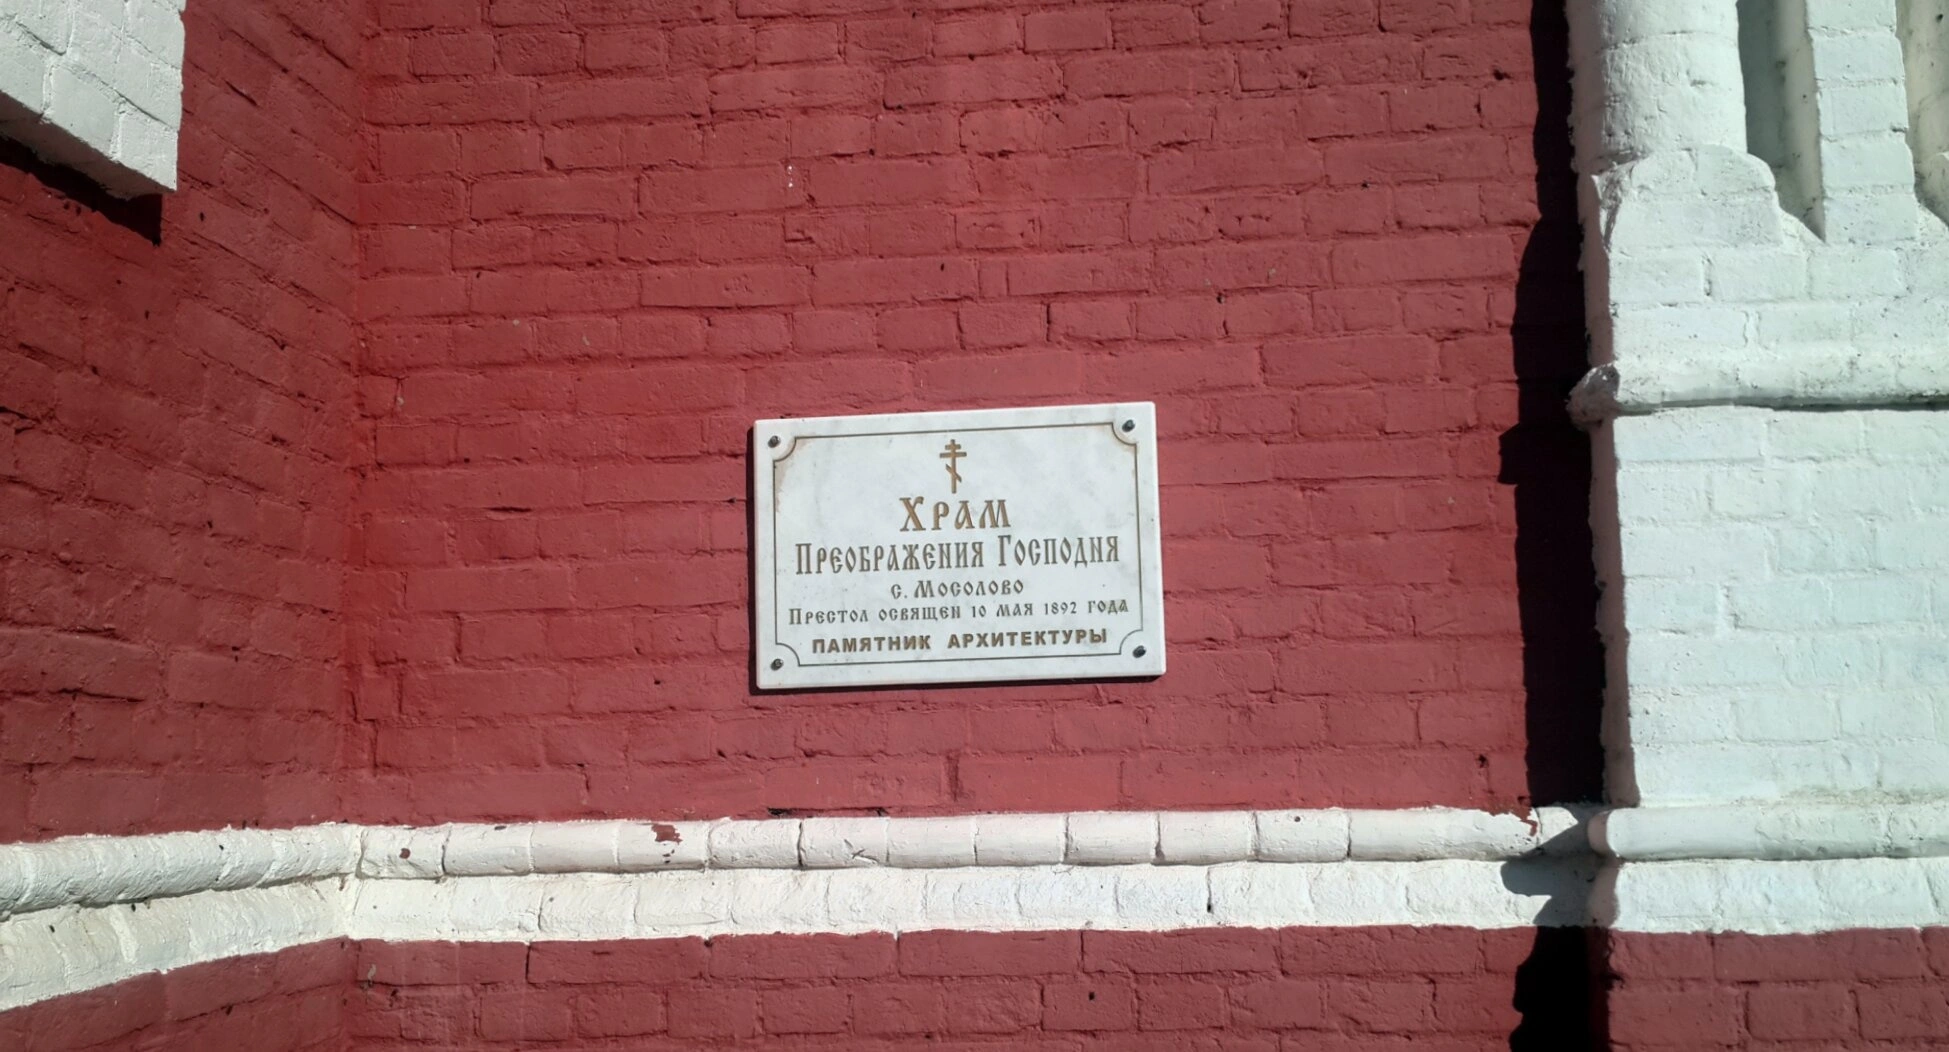 Храм
Преображения Господня
с. Мосолово
Престол освящен 10 мая 1892 года
ПАМЯТНИК АРХИТЕКТУРЫ